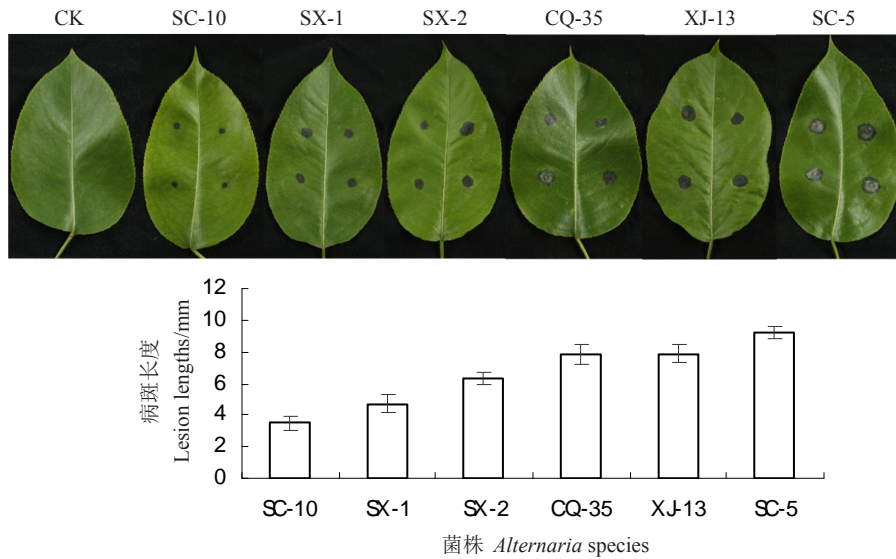 CK SC-10 SX-1 SX-2 CQ-35 XJ-13 SC-5
12
10
8
6
4
2
0
病斑长度
Lesion lengths/mm
SC-10 SX-1 SX-2 CQ-35 XJ-13 SC-5
菌株 Alternaria species